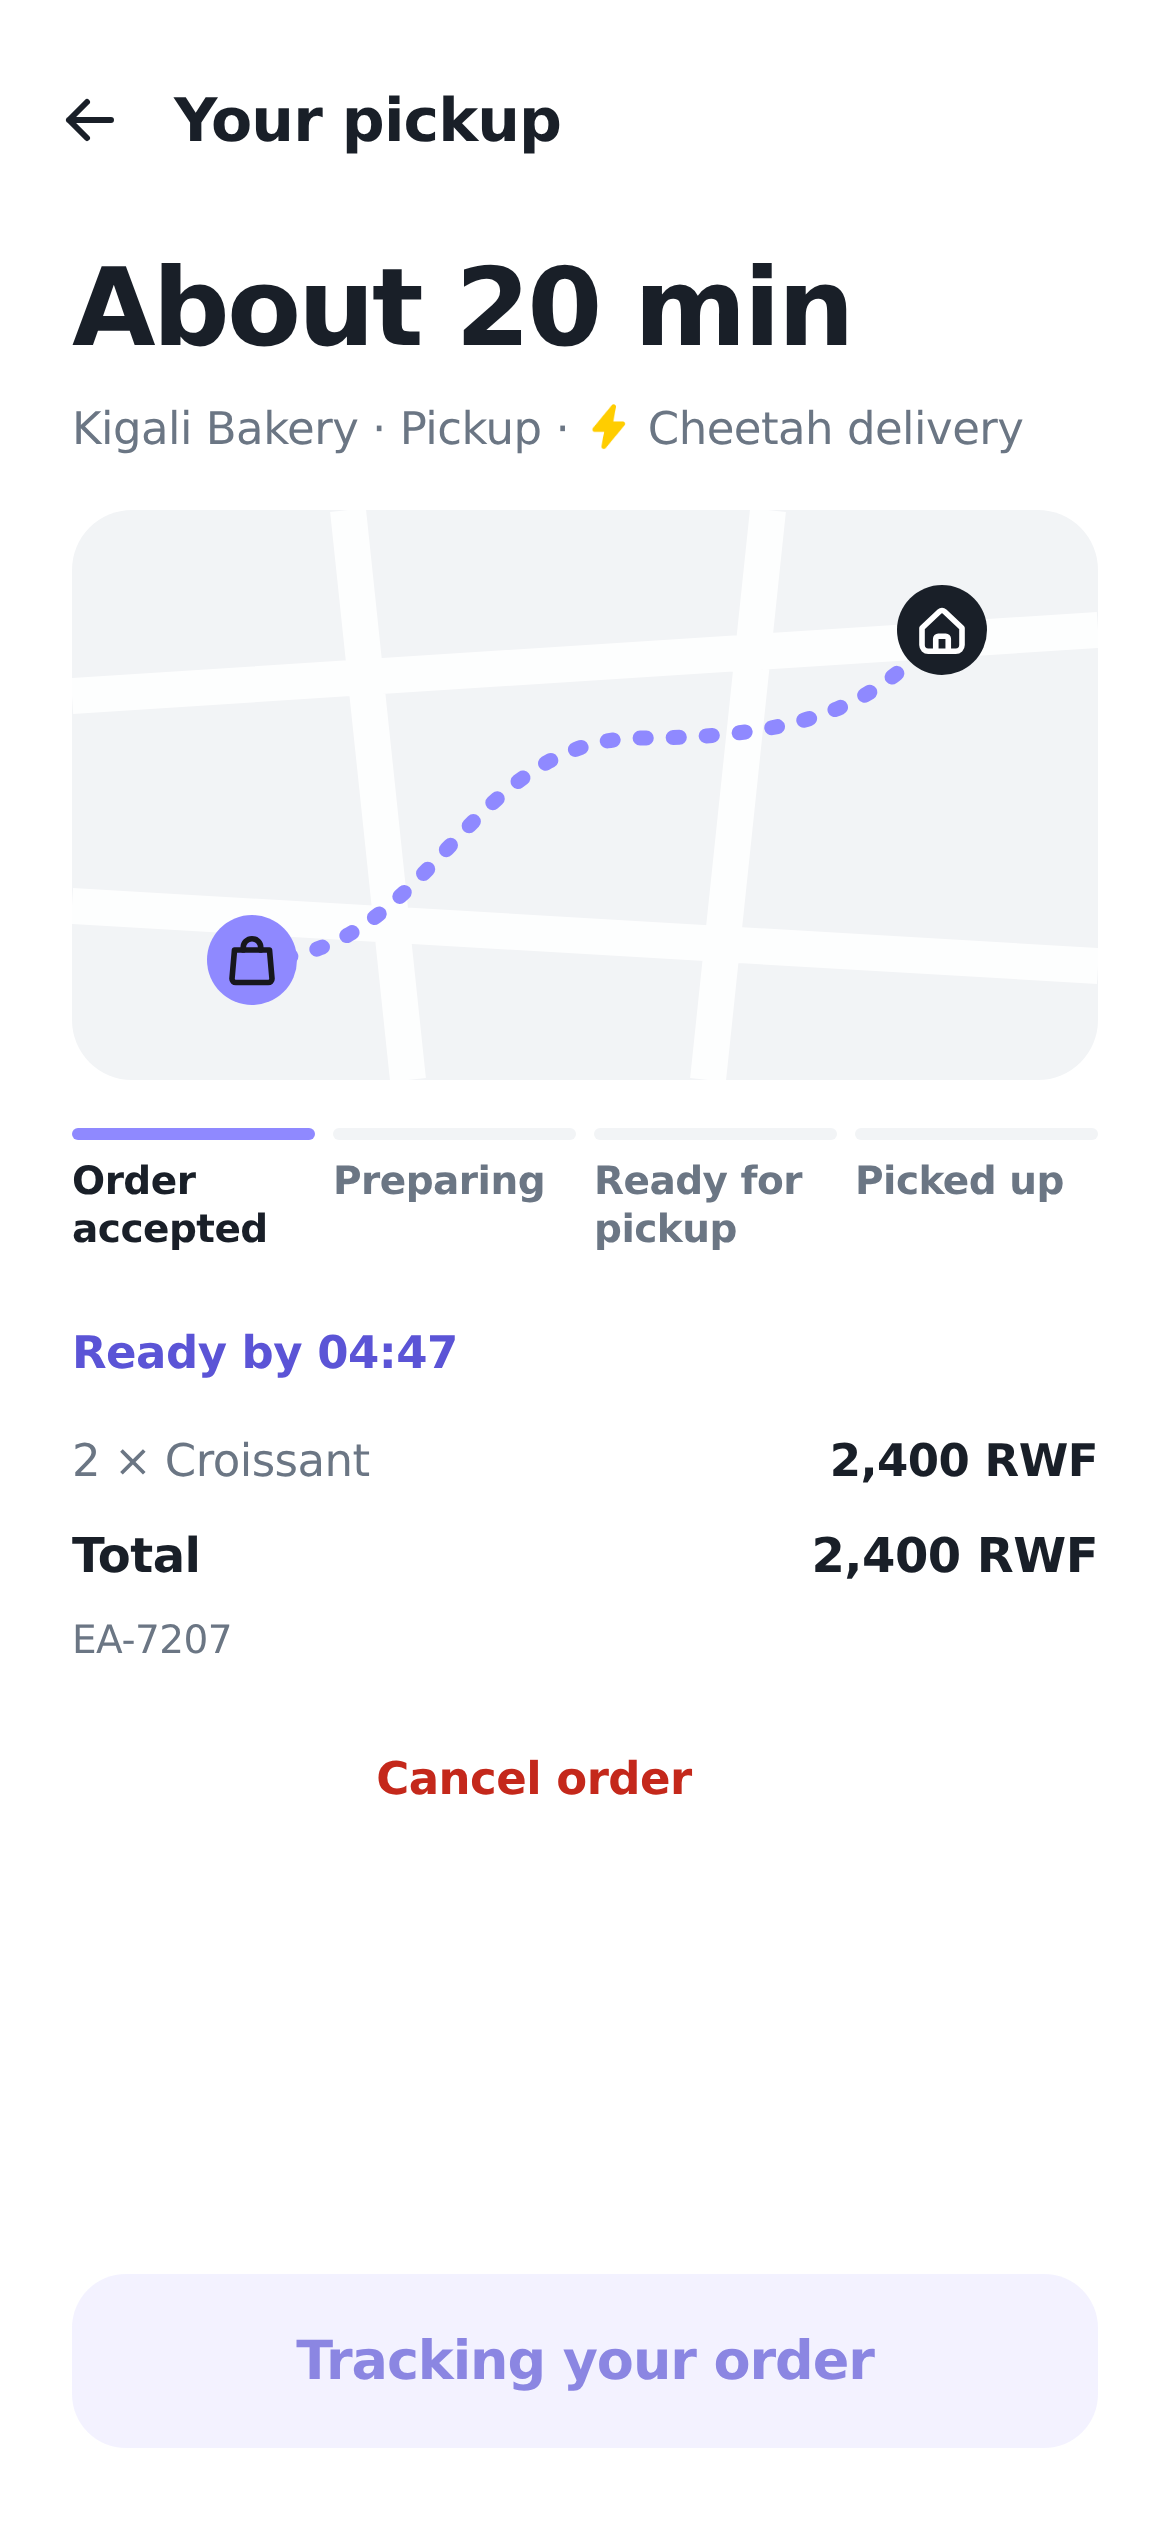 Your pickup
About 20 min
Kigali Bakery · Pickup · Cheetah delivery
Order accepted
Preparing
Ready for pickup
Picked up
Ready by 04:47
2 × Croissant 2,400 RWF
Total 2,400 RWF
EA-7207
Cancel order
Tracking your order